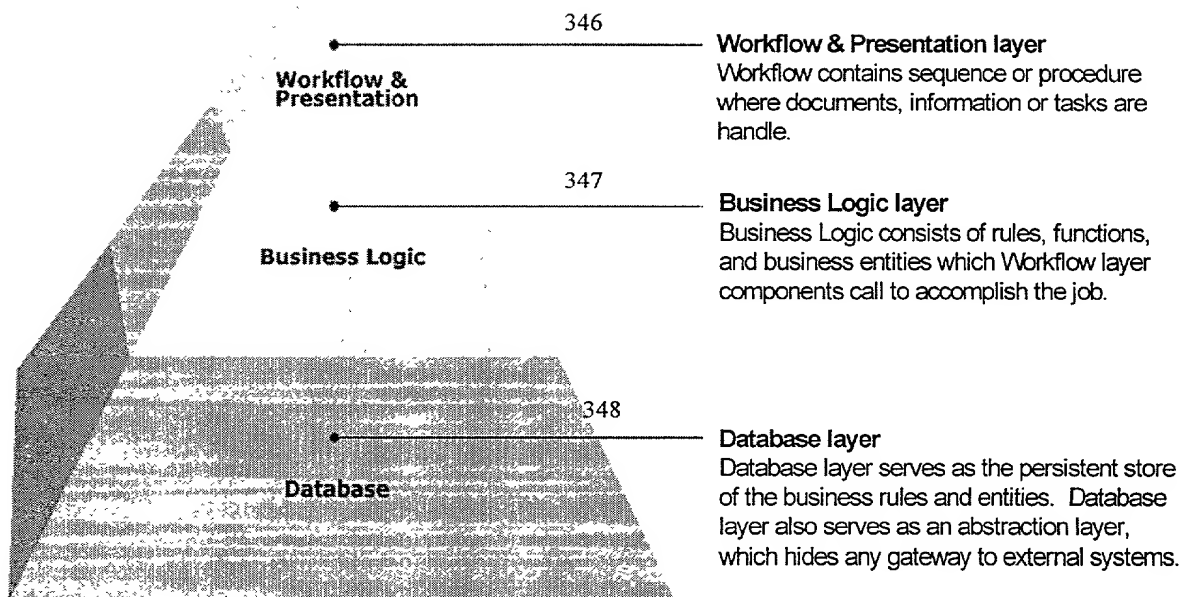 346
Workflow & Presentation layer
Workflow contains sequence or procedure
where documents, information or tasks are
handle.
Workflow &
Presentation
347
Business Logic layer
Business Logic consists of rules, functions,
and business entities which Workflow layer
components call to accomplish the job.
Business Logic
348
Database layer
Database layer serves as the persistent store
of the business rules and entities. Database
layer also serves as an abstraction layer,
which hides any gateway to external systems.
Database